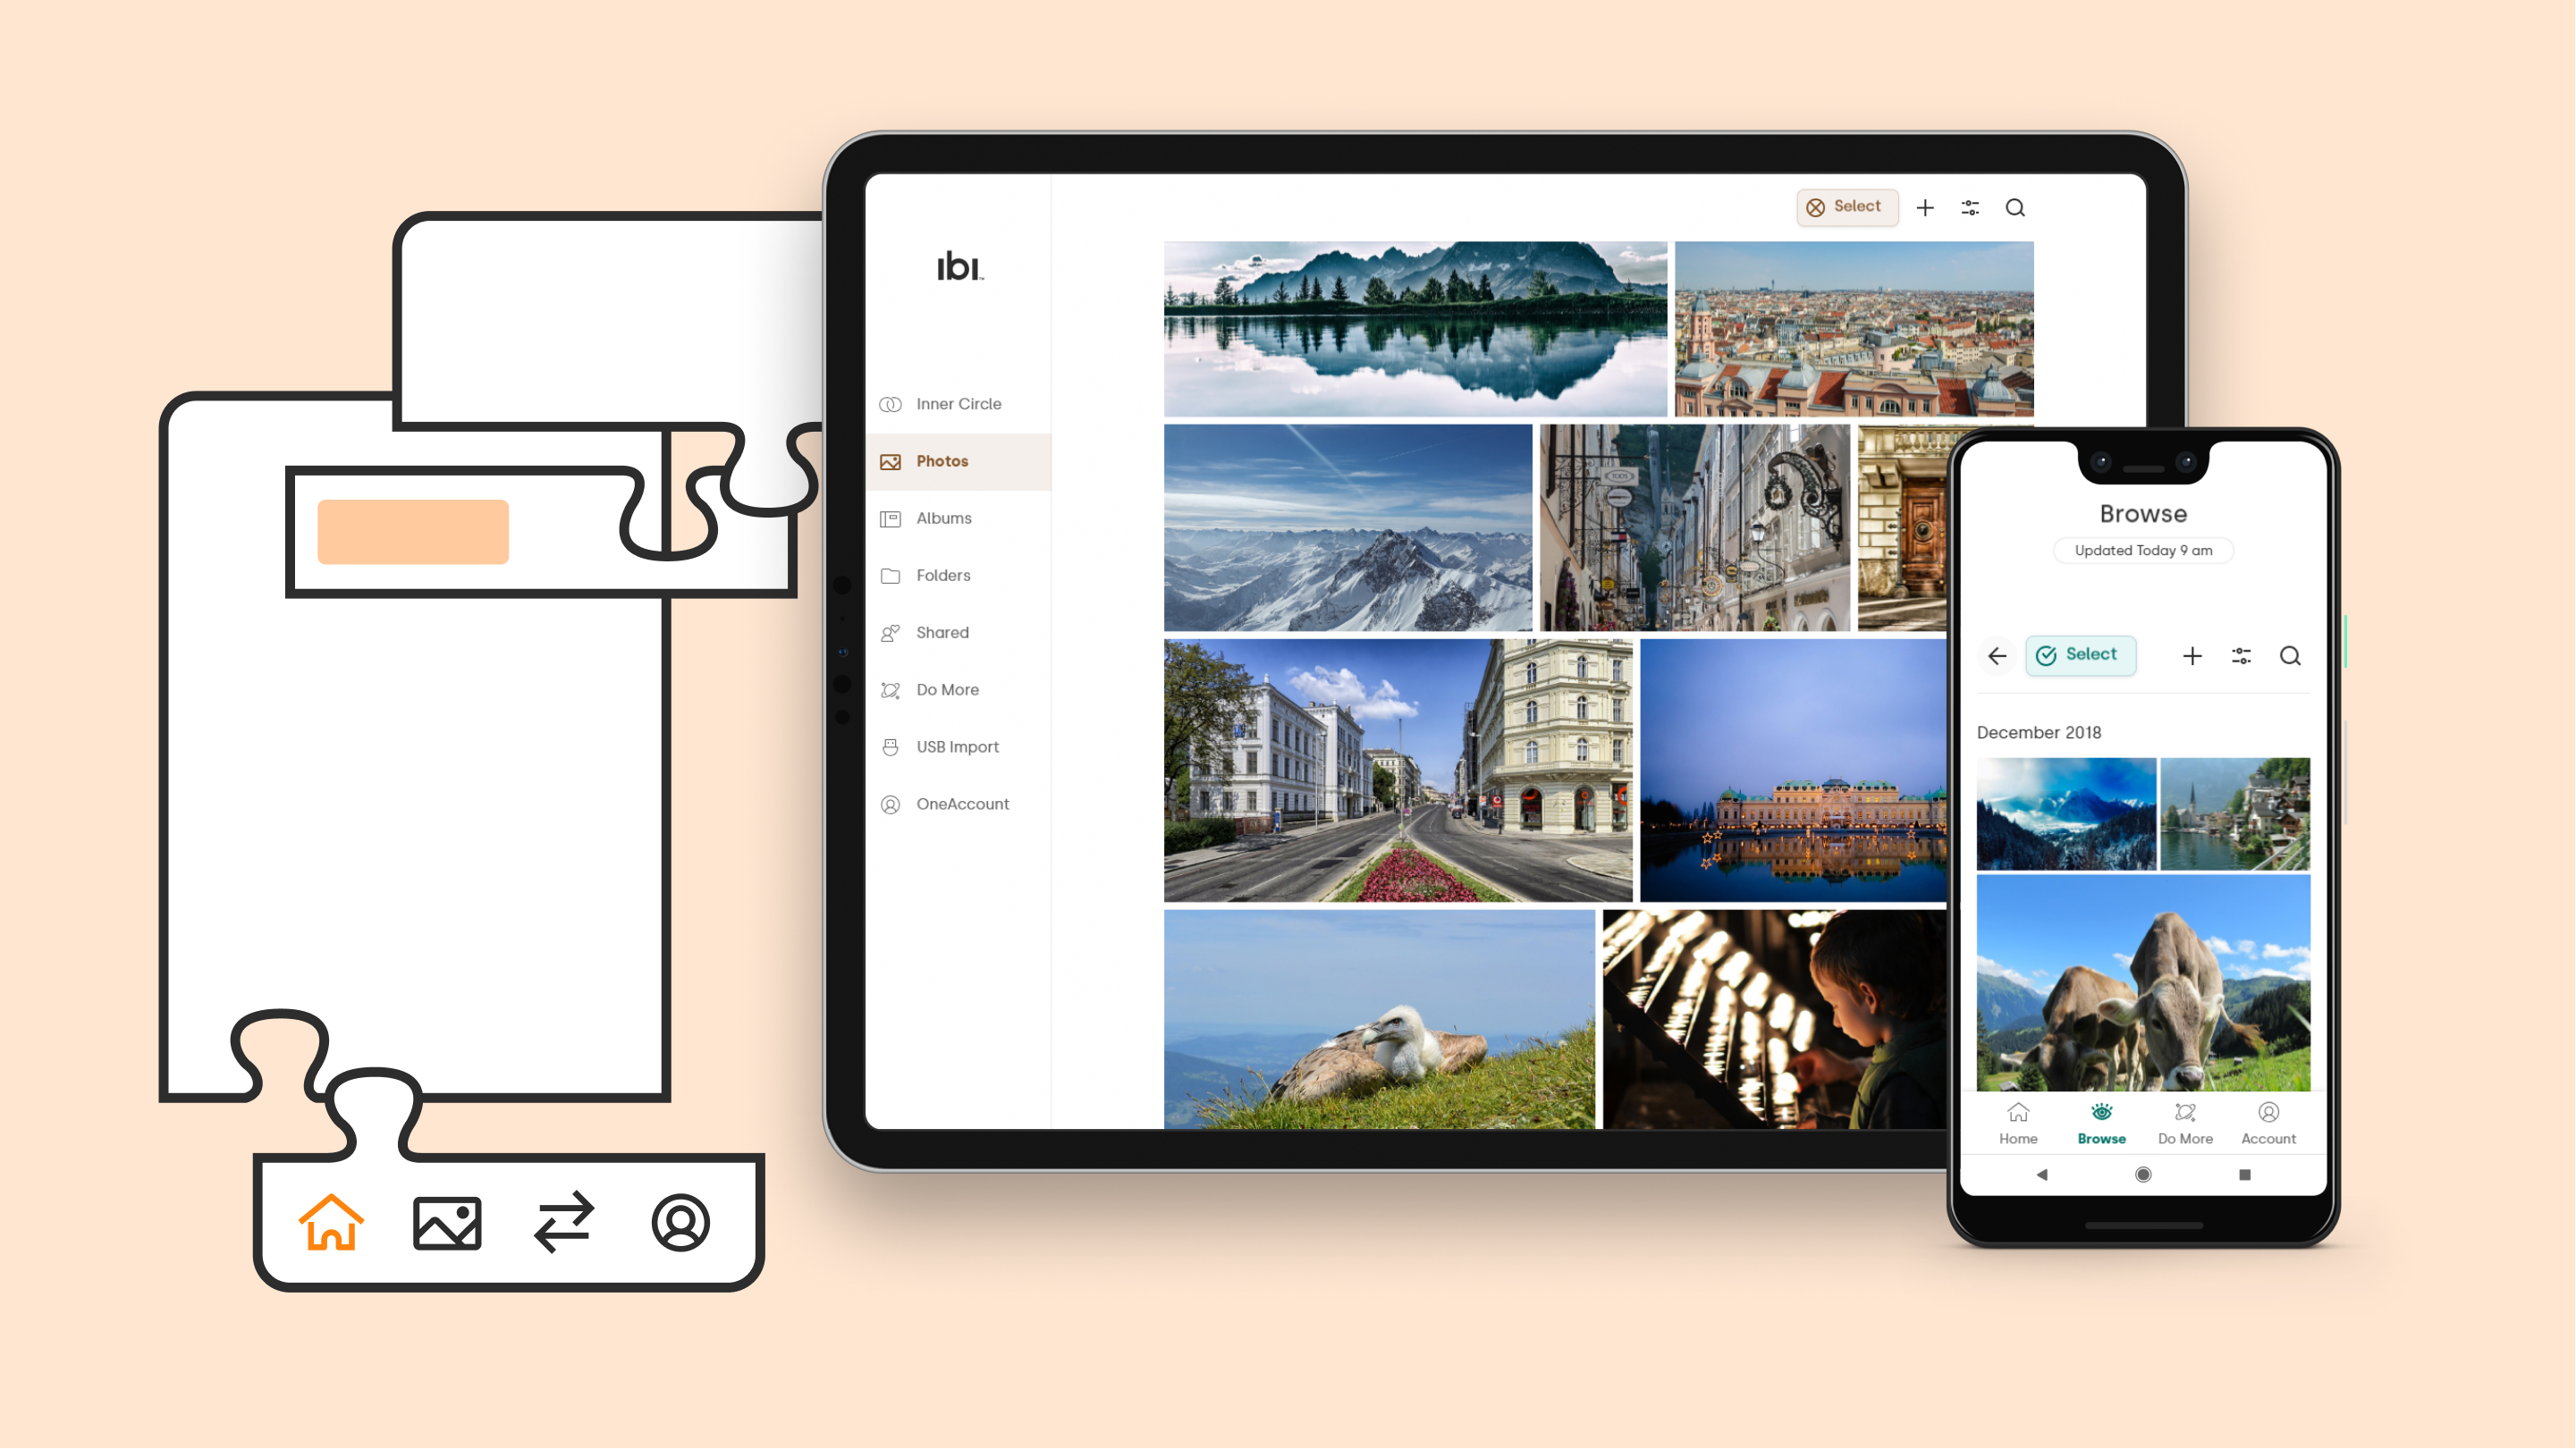 Select
ibi™
Inner Circle
Photos
Albums
Folders
Shared
Do More
USB Import
OneAccount
Browse
Updated Today 9 am
Select
December 2018
Home
Browse
Do More
Account